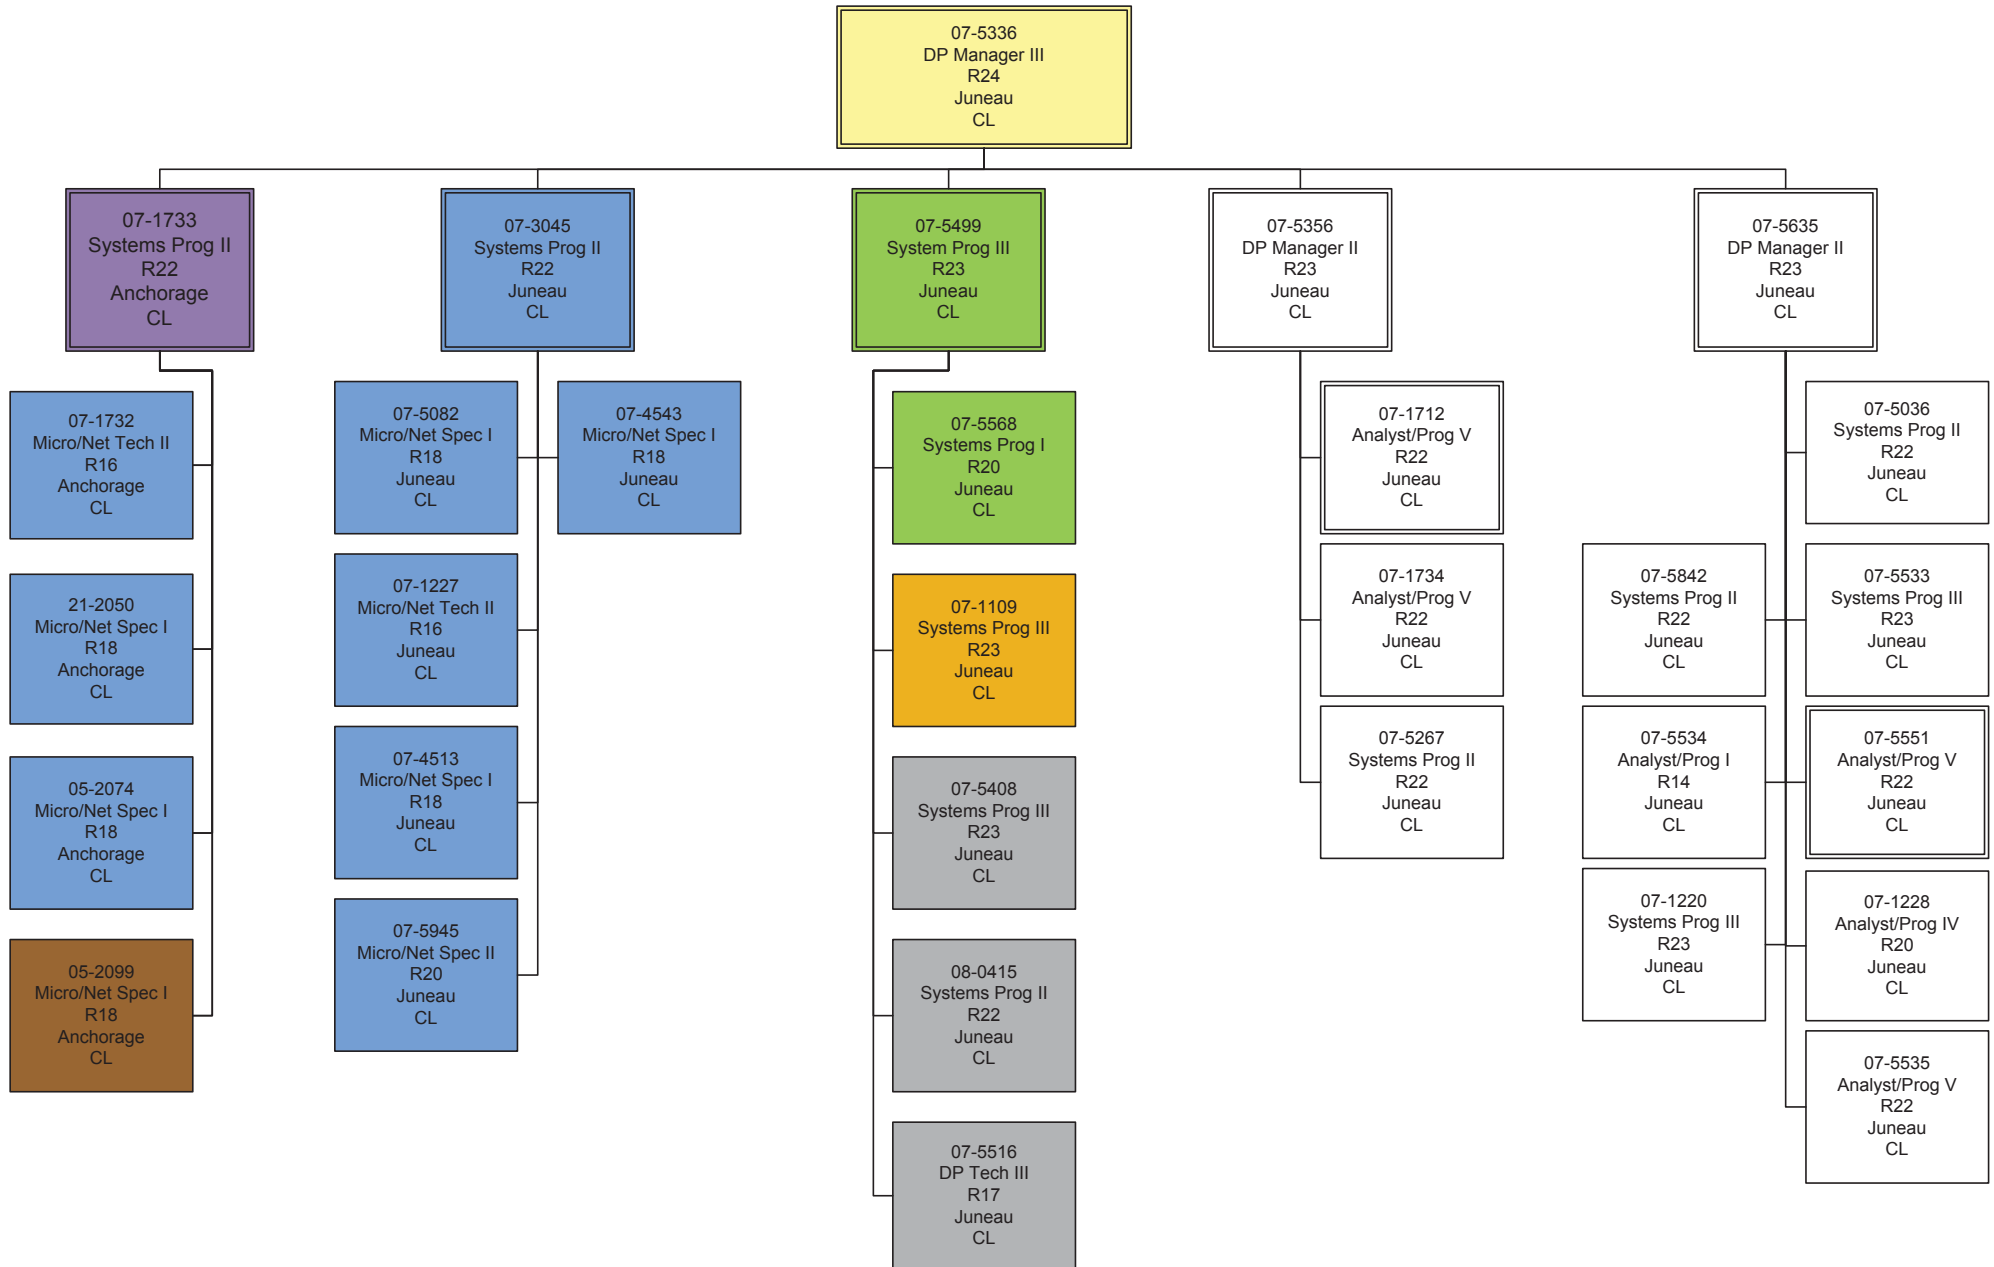 07-5336
DP Manager III
R24
Juneau
CL
07-1733
Systems Prog II
R22
Anchorage
CL
07-3045
Systems Prog II
R22
Juneau
CL
07-5499
System Prog III
R23
Juneau
CL
07-5356
DP Manager II
R23
Juneau
CL
07-5635
DP Manager II
R23
Juneau
CL
07-1732
Micro/Net Tech II
R16
Anchorage
CL
21-2050
Micro/Net Spec I
R18
Anchorage
CL
05-2074
Micro/Net Spec I
R18
Anchorage
CL
05-2099
Micro/Net Spec I
R18
Anchorage
CL
07-5082
Micro/Net Spec I
R18
Juneau
CL
07-4543
Micro/Net Spec I
R18
Juneau
CL
07-1227
Micro/Net Tech II
R16
Juneau
CL
07-4513
Micro/Net Spec I
R18
Juneau
CL
07-5945
Micro/Net Spec II
R20
Juneau
CL
07-5568
Systems Prog I
R20
Juneau
CL
07-1109
Systems Prog III
R23
Juneau
CL
07-5408
Systems Prog III
R23
Juneau
CL
08-0415
Systems Prog II
R22
Juneau
CL
07-5516
DP Tech III
R17
Juneau
CL
07-1712
Analyst/Prog V
R22
Juneau
CL
07-1734
Analyst/Prog V
R22
Juneau
CL
07-5267
Systems Prog II
R22
Juneau
CL
07-5036
Systems Prog II
R22
Juneau
CL
07-5842
Systems Prog II
R22
Juneau
CL
07-5533
Systems Prog III
R23
Juneau
CL
07-5534
Analyst/Prog I
R14
Juneau
CL
07-5551
Analyst/Prog V
R22
Juneau
CL
07-1220
Systems Prog III
R23
Juneau
CL
07-1228
Analyst/Prog IV
R20
Juneau
CL
07-5535
Analyst/Prog V
R22
Juneau
CL